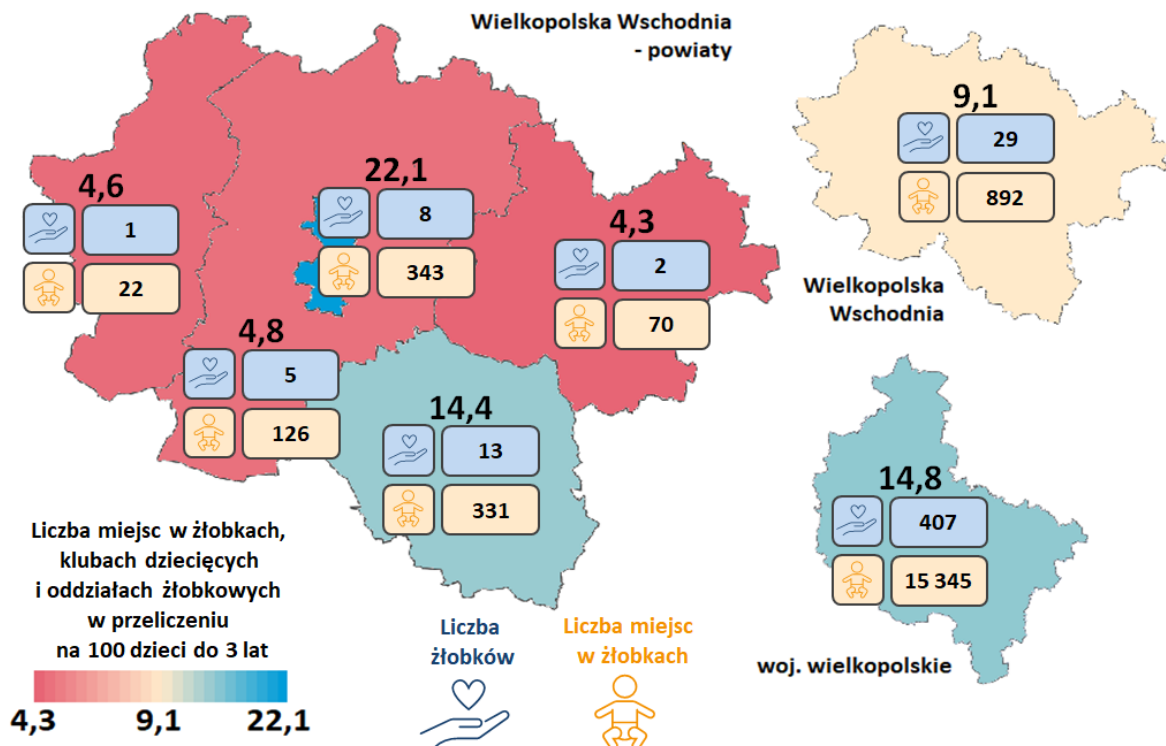 Wielkopolska Wschodnia
- powiaty
4,6
1
22
22,1
8
343
4,3
2
70
4,8
5
126
14,4
13
331
9,1
29
892
Wielkopolska
Wschodnia
14,8
407
15 345
woj. wielkopolskie
Liczba miejsc w żłobkach,
klubach dziecięcych
i oddziałach żłobkowych
w przeliczeniu
na 100 dzieci do 3 lat
4,3 9,1 22,1
Liczba
żłobków
Liczba miejsc
w żłobkach